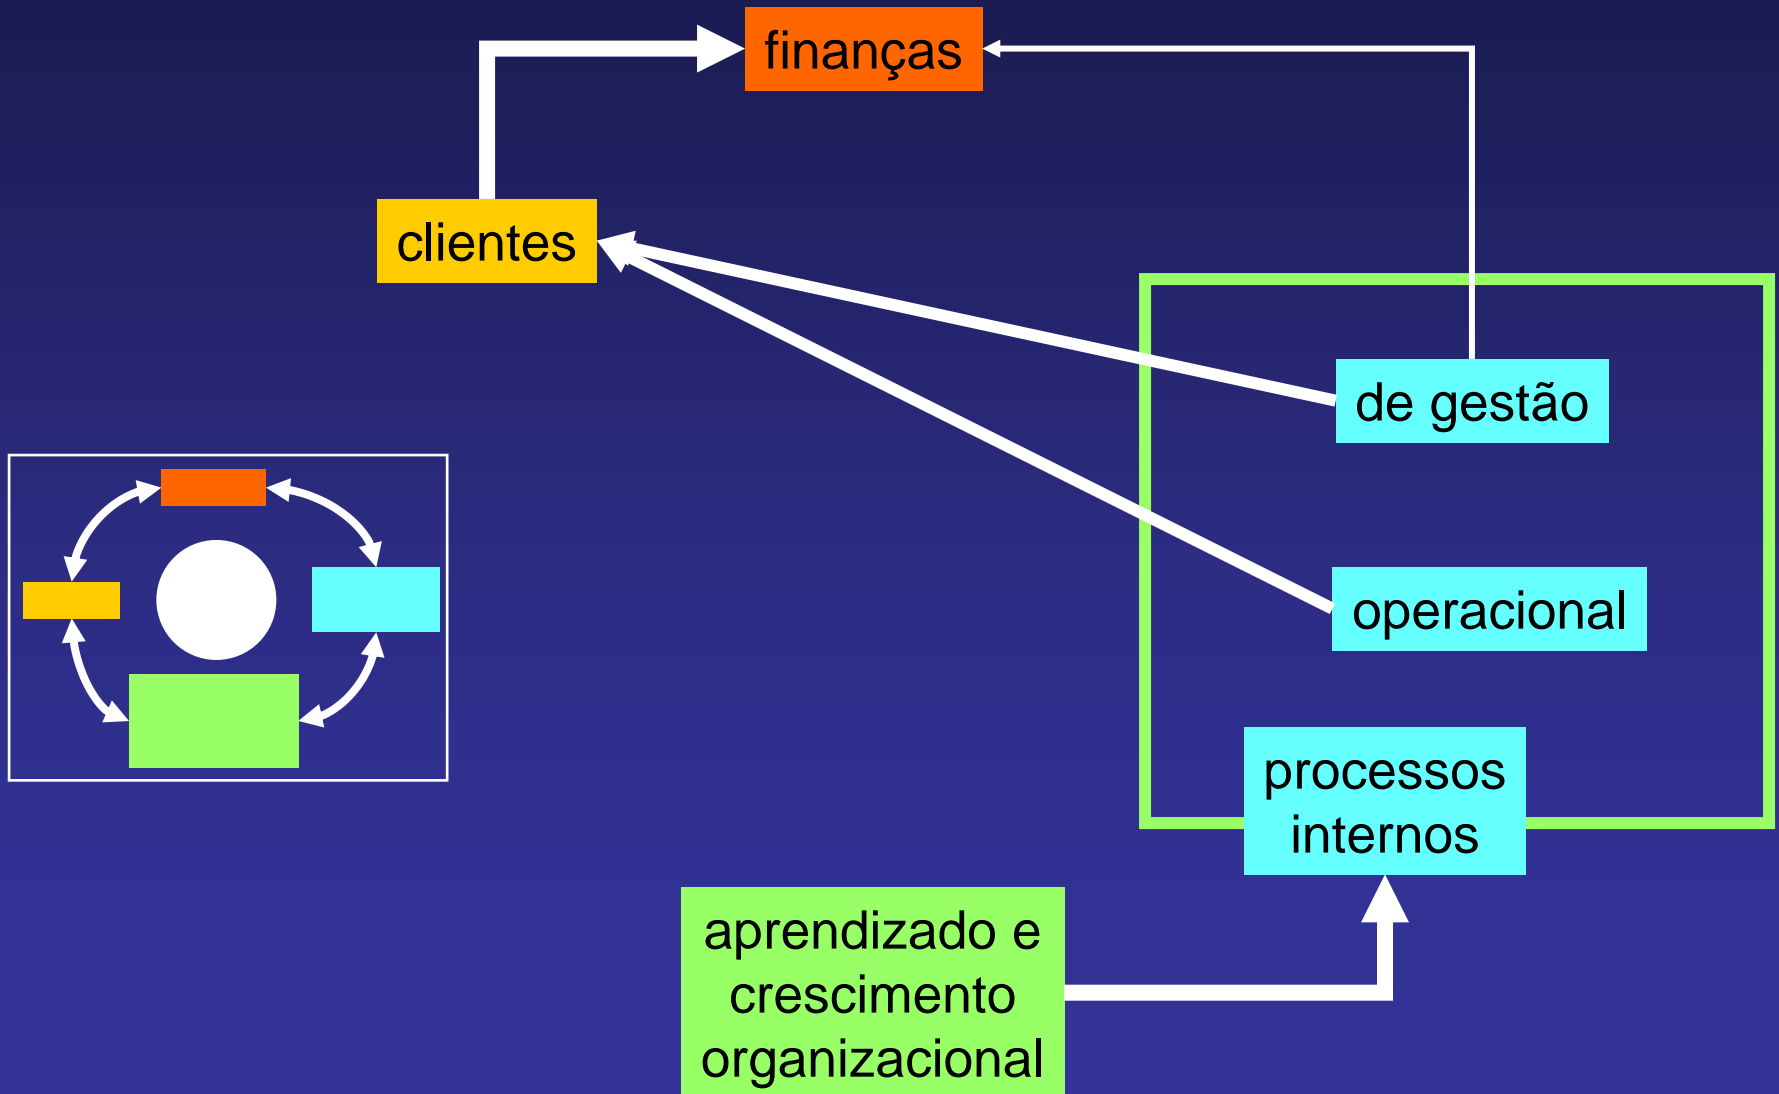 finanças
clientes
de gestão
operacional
processos
internos
aprendizado e
crescimento
organizacional